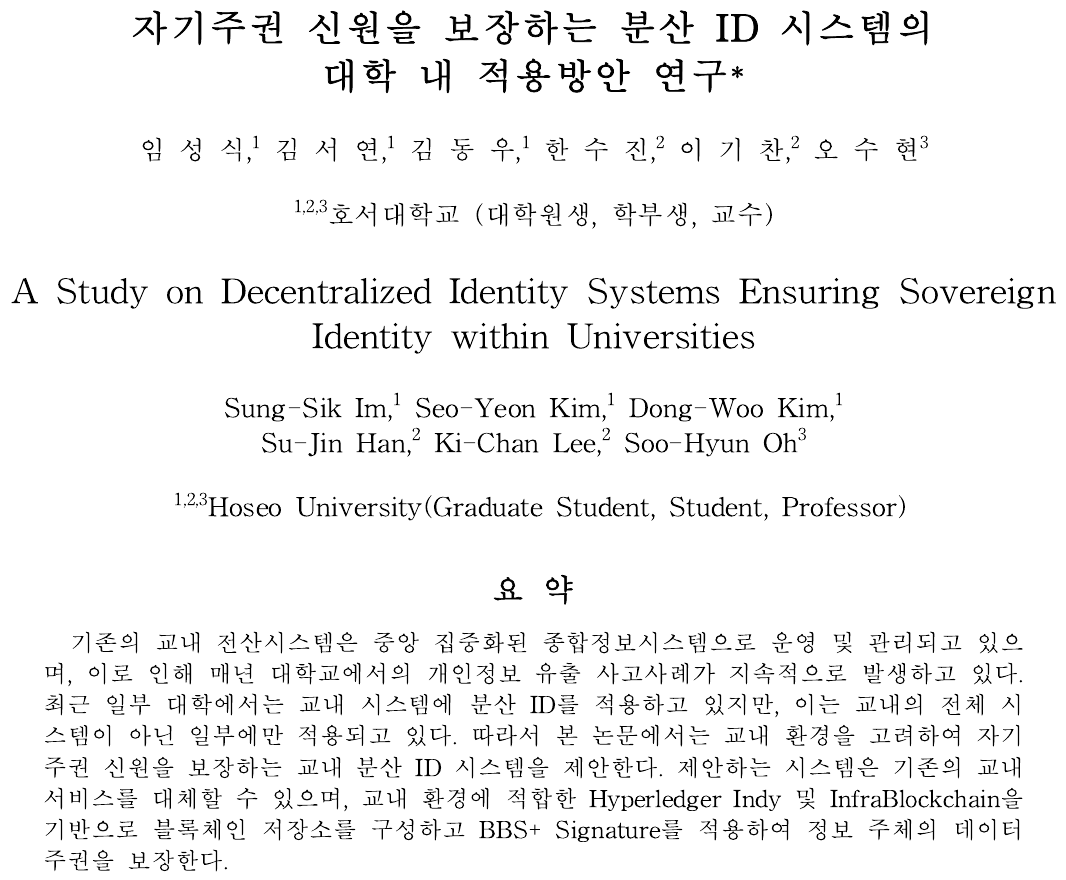 자기주권 신원을 보장하는 분산 ID 시스템의
대학 내 적용방안 연구*
임 성 식,1 김 서 연,1 김 동 우,1 한 수 진,2 이 기 찬,2 오 수 현3
1,2,3호서대학교 (대학원생, 학부생, 교수)
A Study on Decentralized Identity Systems Ensuring Sovereign
Identity within Universities
Sung-Sik Im,1 Seo-Yeon Kim,1 Dong-Woo Kim,1
Su-Jin Han,2 Ki-Chan Lee,2 Soo-Hyun Oh3
1,2,3Hoseo University(Graduate Student, Student, Professor)
요 약
기존의 교내 전산시스템은 중앙 집중화된 종합정보시스템으로 운영 및 관리되고 있으
며, 이로 인해 매년 대학교에서의 개인정보 유출 사고사례가 지속적으로 발생하고 있다.
최근 일부 대학에서는 교내 시스템에 분산 ID를 적용하고 있지만, 이는 교내의 전체 시
스템이 아닌 일부에만 적용되고 있다. 따라서 본 논문에서는 교내 환경을 고려하여 자기
주권 신원을 보장하는 교내 분산 ID 시스템을 제안한다. 제안하는 시스템은 기존의 교내
서비스를 대체할 수 있으며, 교내 환경에 적합한 Hyperledger Indy 및 InfraBlockchain을
기반으로 블록체인 저장소를 구성하고 BBS+ Signature를 적용하여 정보 주체의 데이터
주권을 보장한다.